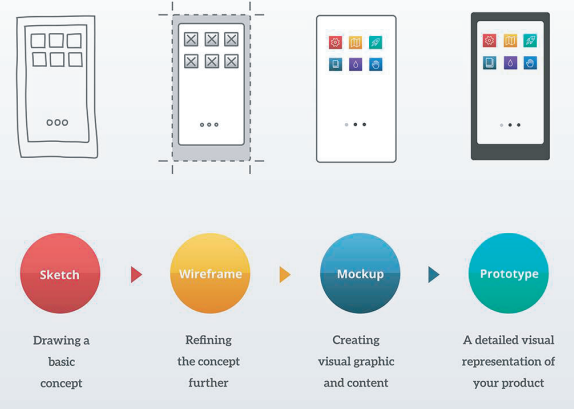 Sketch
Wireframe
Mockup
Prototype
Drawing a
basic
concept
Refining
the concept
further
Creating
visual graphic
and content
A detailed visual
representation of
your product